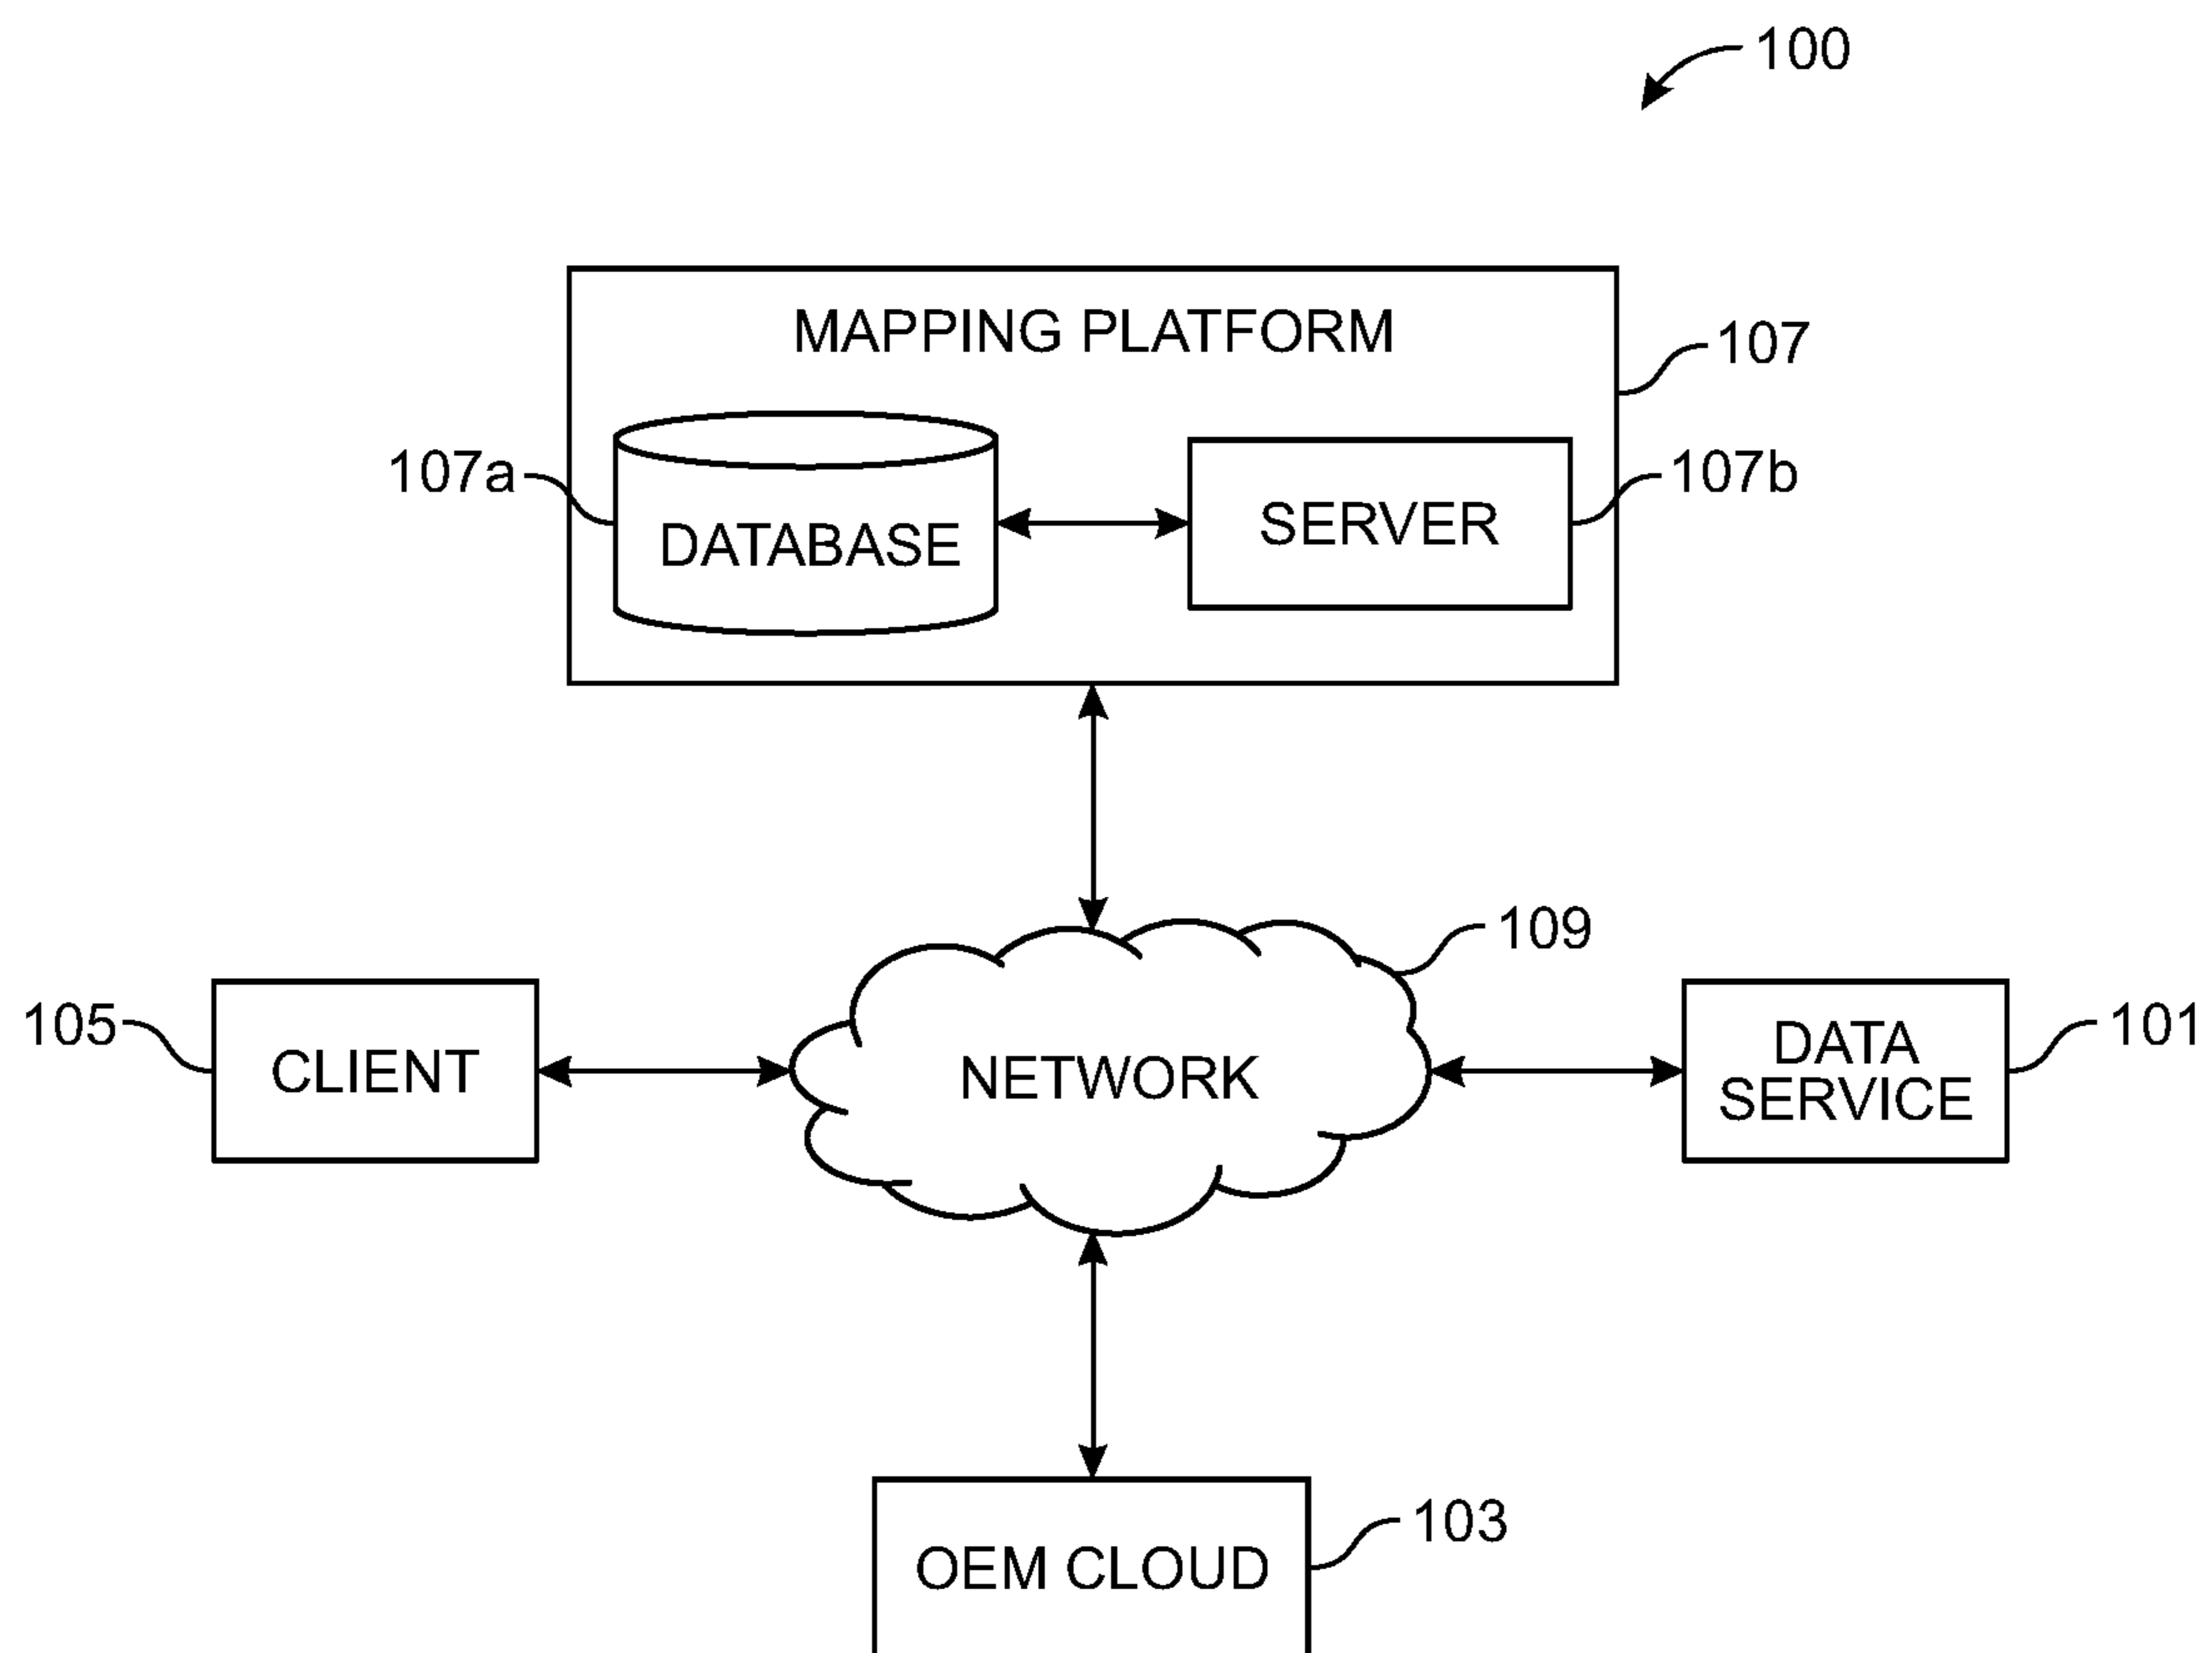 100
MAPPING PLATFORM
107
107a
DATABASE
SERVER
107b
109
105
CLIENT
NETWORK
DATA
SERVICE
101
OEM CLOUD
103